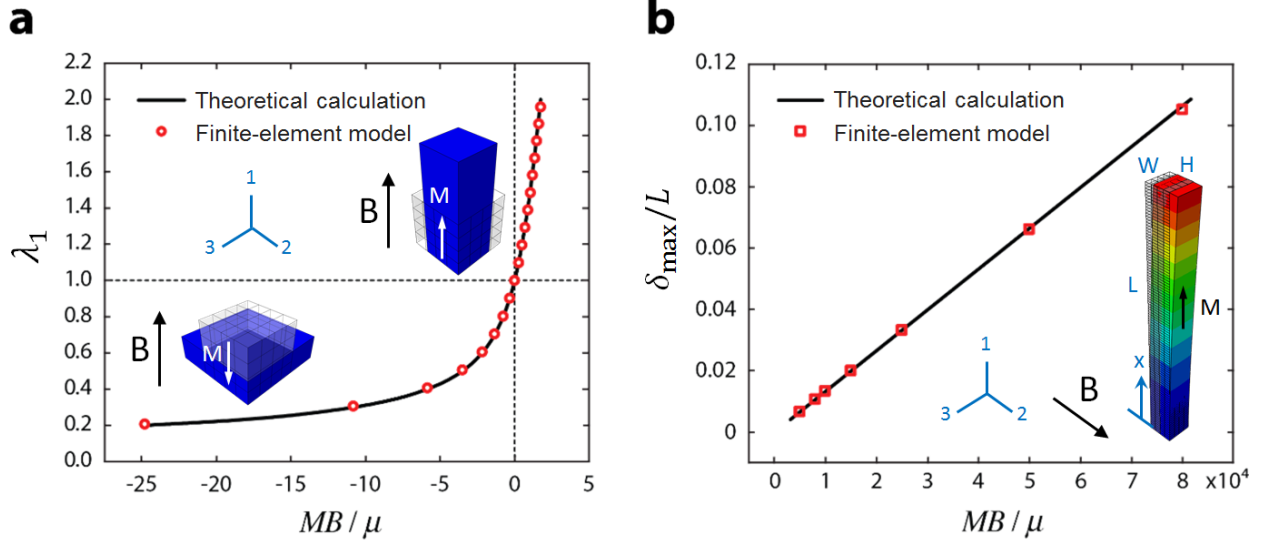 a
2.2
2.0
1.8
1.6
1.4
1.2
1.0
0.8
0.6
0.4
0.2
0.0
λ1
Theoretical calculation
Finite-element model
1
3
2
B
M
B
M
-25
-20
-15
-10
-5
0
5
MB / μ
b
0.12
0.10
0.08
0.06
0.04
0.02
0
δmax/L
Theoretical calculation
Finite-element model
W
H
L
M
x
1
3
2
B
0
1
2
3
4
5
6
7
8
x10⁴
MB / μ